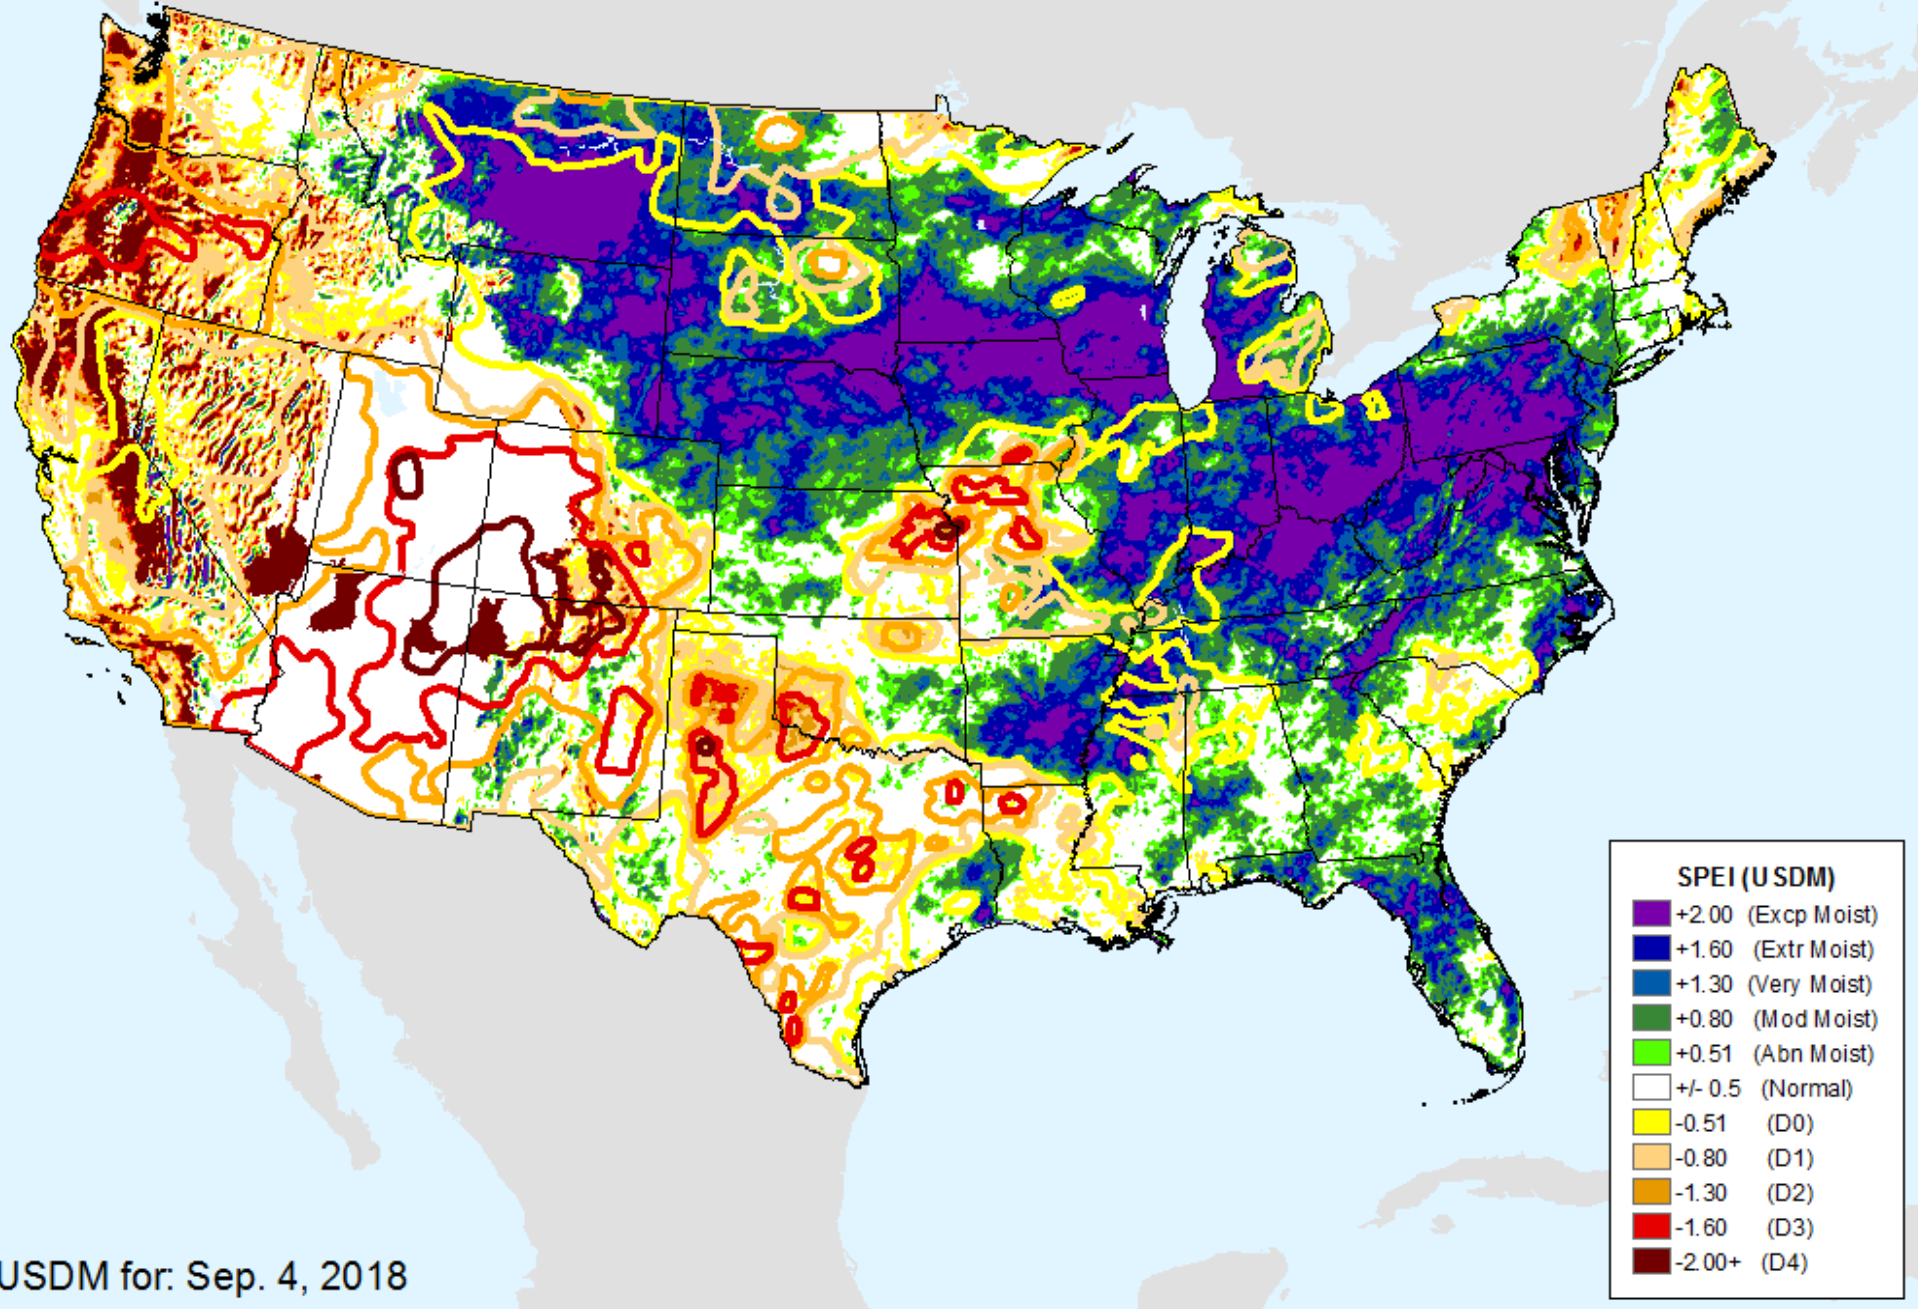 SPEI (USDM)
+2.00 (Excp Moist)
+1.60 (Extr Moist)
+1.30 (Very Moist)
+0.80 (Mod Moist)
+0.51 (Abn Moist)
+/- 0.5 (Normal)
-0.51 (D0)
-0.80 (D1)
-1.30 (D2)
-1.60 (D3)
-2.00+ (D4)
USDM for: Sep. 4, 2018